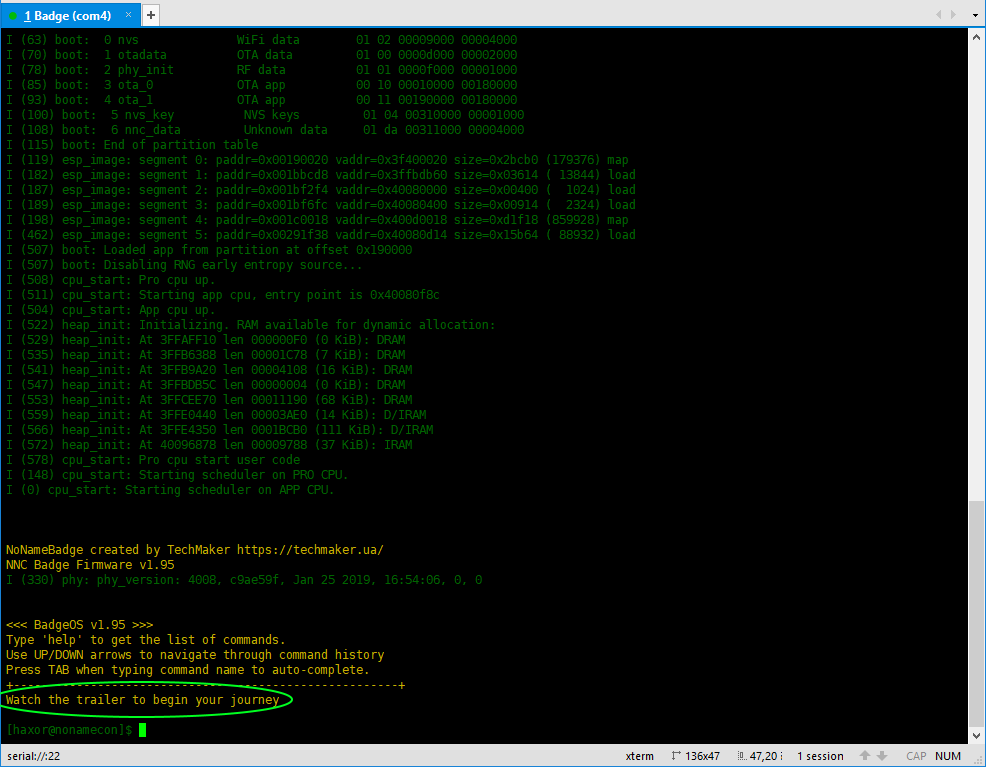 1 Badge (com4) × +
I (63) boot:  0 nvs              WiFi data        01 02 00009000 00004000
I (70) boot:  1 otadata          OTA data         01 00 0000d000 00002000
I (78) boot:  2 phy_init         RF data          01 01 0000f000 00001000
I (85) boot:  3 ota_0            OTA app          00 10 00010000 00180000
I (93) boot:  4 ota_1            OTA app          00 11 00190000 00180000
I (100) boot:  5 nvs_key          NVS keys         01 04 00310000 00001000
I (108) boot:  6 nnc_data         Unknown data     01 da 00311000 00004000
I (115) boot: End of partition table
I (119) esp_image: segment 0: paddr=0x00190020 vaddr=0x3f400020 size=0x2bcb0 (179376) map
I (182) esp_image: segment 1: paddr=0x001bbcd8 vaddr=0x3ffbdb60 size=0x03614 ( 13844) load
I (187) esp_image: segment 2: paddr=0x001bf2f4 vaddr=0x40080000 size=0x00400 (  1024) load
I (189) esp_image: segment 3: paddr=0x001bf6fc vaddr=0x40080400 size=0x00914 (  2324) load
I (198) esp_image: segment 4: paddr=0x001c0018 vaddr=0x400d0018 size=0xd1f18 (859928) map
I (462) esp_image: segment 5: paddr=0x00291f38 vaddr=0x40080d14 size=0x15b64 ( 88932) load
I (507) boot: Loaded app from partition at offset 0x190000
I (507) boot: Disabling RNG early entropy source...
I (508) cpu_start: Pro cpu up.
I (511) cpu_start: Starting app cpu, entry point is 0x40080f8c
I (504) cpu_start: App cpu up.
I (522) heap_init: Initializing. RAM available for dynamic allocation:
I (529) heap_init: At 3FFAFF10 len 000000F0 (0 KiB): DRAM
I (535) heap_init: At 3FFB6388 len 00001C78 (7 KiB): DRAM
I (541) heap_init: At 3FFB9A20 len 00004108 (16 KiB): DRAM
I (547) heap_init: At 3FFBDB5C len 00000004 (0 KiB): DRAM
I (553) heap_init: At 3FFCEE70 len 00011190 (68 KiB): DRAM
I (559) heap_init: At 3FFE0440 len 00003AE0 (14 KiB): D/IRAM
I (566) heap_init: At 3FFE4350 len 0001BCB0 (111 KiB): D/IRAM
I (572) heap_init: At 40096878 len 00009788 (37 KiB): IRAM
I (578) cpu_start: Pro cpu start user code
I (148) cpu_start: Starting scheduler on PRO CPU.
I (0) cpu_start: Starting scheduler on APP CPU.
NoNameBadge created by TechMaker https://techmaker.ua/
NNC Badge Firmware v1.95
I (330) phy: phy_version: 4008, c9ae59f, Jan 25 2019, 16:54:06, 0, 0
<<< BadgeOS v1.95 >>>
Type 'help' to get the list of commands.
Use UP/DOWN arrows to navigate through command history
Press TAB when typing command name to auto-complete.
+-------------------------------------------------------+
Watch the trailer to begin your journey
[haxor@nonamecon]$
serial://:22 xterm 136x47 47,20 1 session CAP NUM